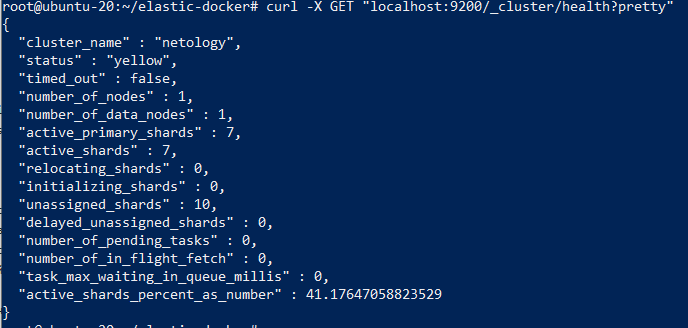 root@ubuntu-20:~/elastic-docker# curl -X GET "localhost:9200/_cluster/health?pretty"
{
  "cluster_name" : "netology",
  "status" : "yellow",
  "timed_out" : false,
  "number_of_nodes" : 1,
  "number_of_data_nodes" : 1,
  "active_primary_shards" : 7,
  "active_shards" : 7,
  "relocating_shards" : 0,
  "initializing_shards" : 0,
  "unassigned_shards" : 10,
  "delayed_unassigned_shards" : 0,
  "number_of_pending_tasks" : 0,
  "number_of_in_flight_fetch" : 0,
  "task_max_waiting_in_queue_millis" : 0,
  "active_shards_percent_as_number" : 41.17647058823529
}